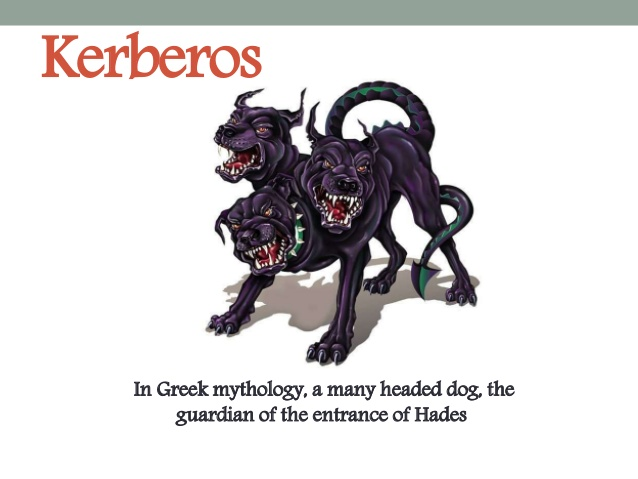 Kerberos
In Greek mythology, a many headed dog, the
guardian of the entrance of Hades